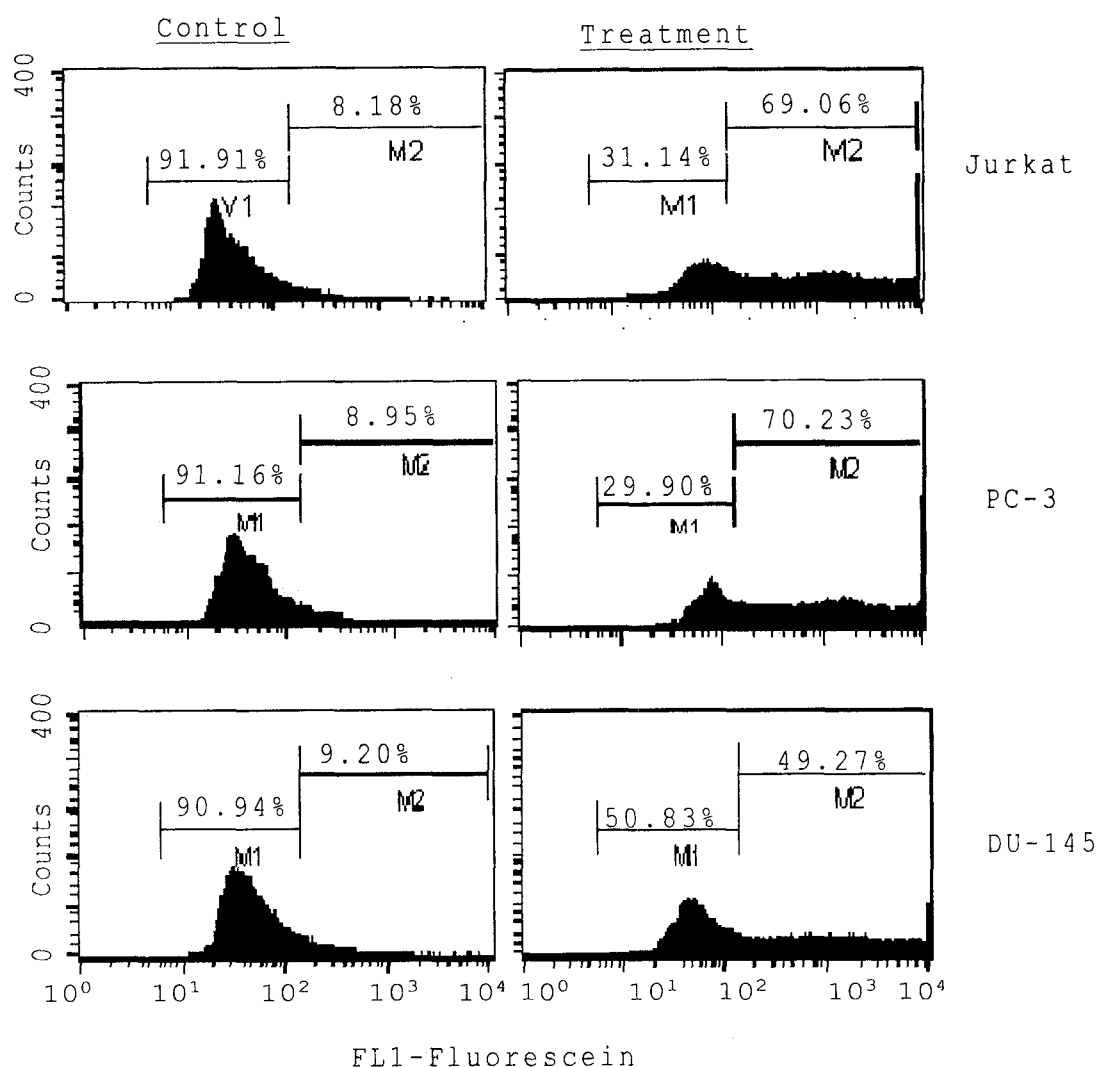 Control
Treatment
400
Counts
0
8.18%
M2
91.91%
V1
69.06%
M2
31.14%
M1
Jurkat
400
Counts
0
8.95%
M2
91.16%
M1
70.23%
M2
29.90%
M1
PC-3
400
Counts
0
9.20%
M2
90.94%
M1
49.27%
M2
50.83%
M1
DU-145
10⁰ 10¹ 10² 10³ 10⁴ 10⁰ 10¹ 10² 10³ 10⁴
FL1-Fluorescein